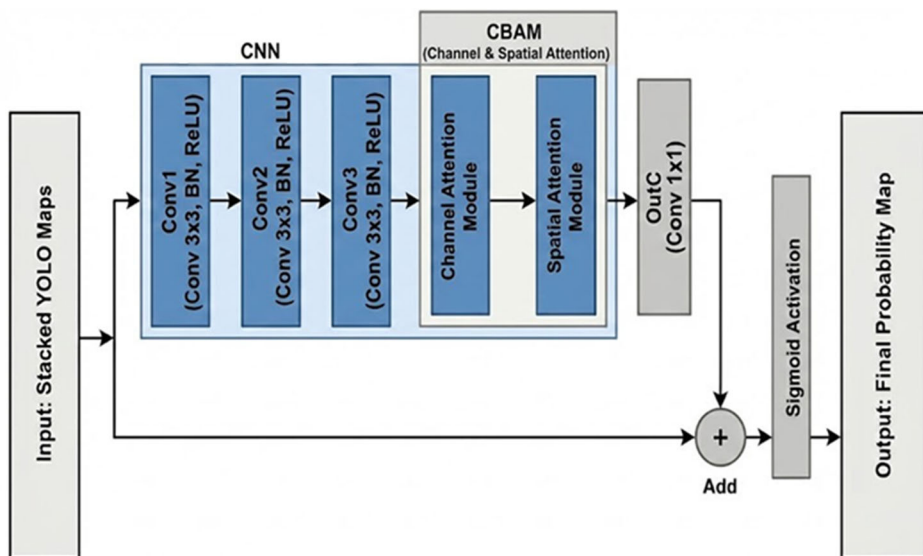 CBAM
(Channel & Spatial Attention)
CNN
Input: Stacked YOLO Maps
Conv1
(Conv 3x3, BN, ReLU)
Conv2
(Conv 3x3, BN, ReLU)
Conv3
(Conv 3x3, BN, ReLU)
Channel Attention
Module
Spatial Attention
Module
OutC
(Conv 1x1)
+
Add
Sigmoid Activation
Output: Final Probability Map